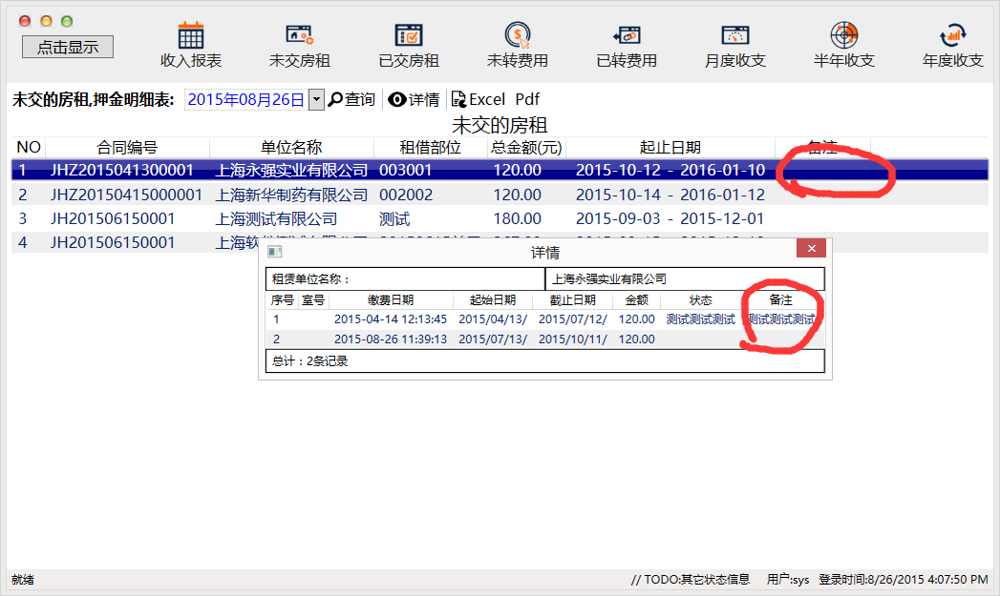 点击显示
收入报表 未交房租 已交房租 未转费用 已转费用 月度收支 半年收支 年度收支
未交的房租,押金明细表: 2015年08月26日 查询 详情 Excel Pdf
未交的房租
NO 合同编号 单位名称 租借部位 总金额(元) 起止日期 备注
1 JHZ2015041300001 上海永强实业有限公司 003001 120.00 2015-10-12 - 2016-01-10
2 JHZ20150415000001 上海新华制药有限公司 002002 120.00 2015-10-14 - 2016-01-12
3 JH201506150001 上海测试有限公司 测试 180.00 2015-09-03 - 2015-12-01
4 JH201506150001
详情
租赁单位名称： 上海永强实业有限公司
序号 室号 缴费日期 起始日期 截止日期 金额 状态 备注
1 2015-04-14 12:13:45 2015/04/13/ 2015/07/12/ 120.00 测试测试测试 测试测试测试
2 2015-08-26 11:39:13 2015/07/13/ 2015/10/11/ 120.00
总计：2条记录
就绪 // TODO:其它状态信息 用户:sys 登录时间:8/26/2015 4:07:50 PM